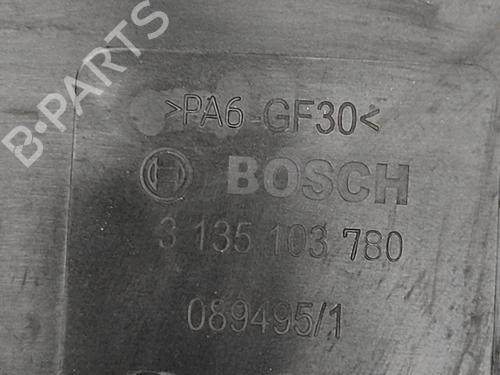 B-PARTS
>PA6-GF30<
BOSCH
3 135 103 780
089495/1